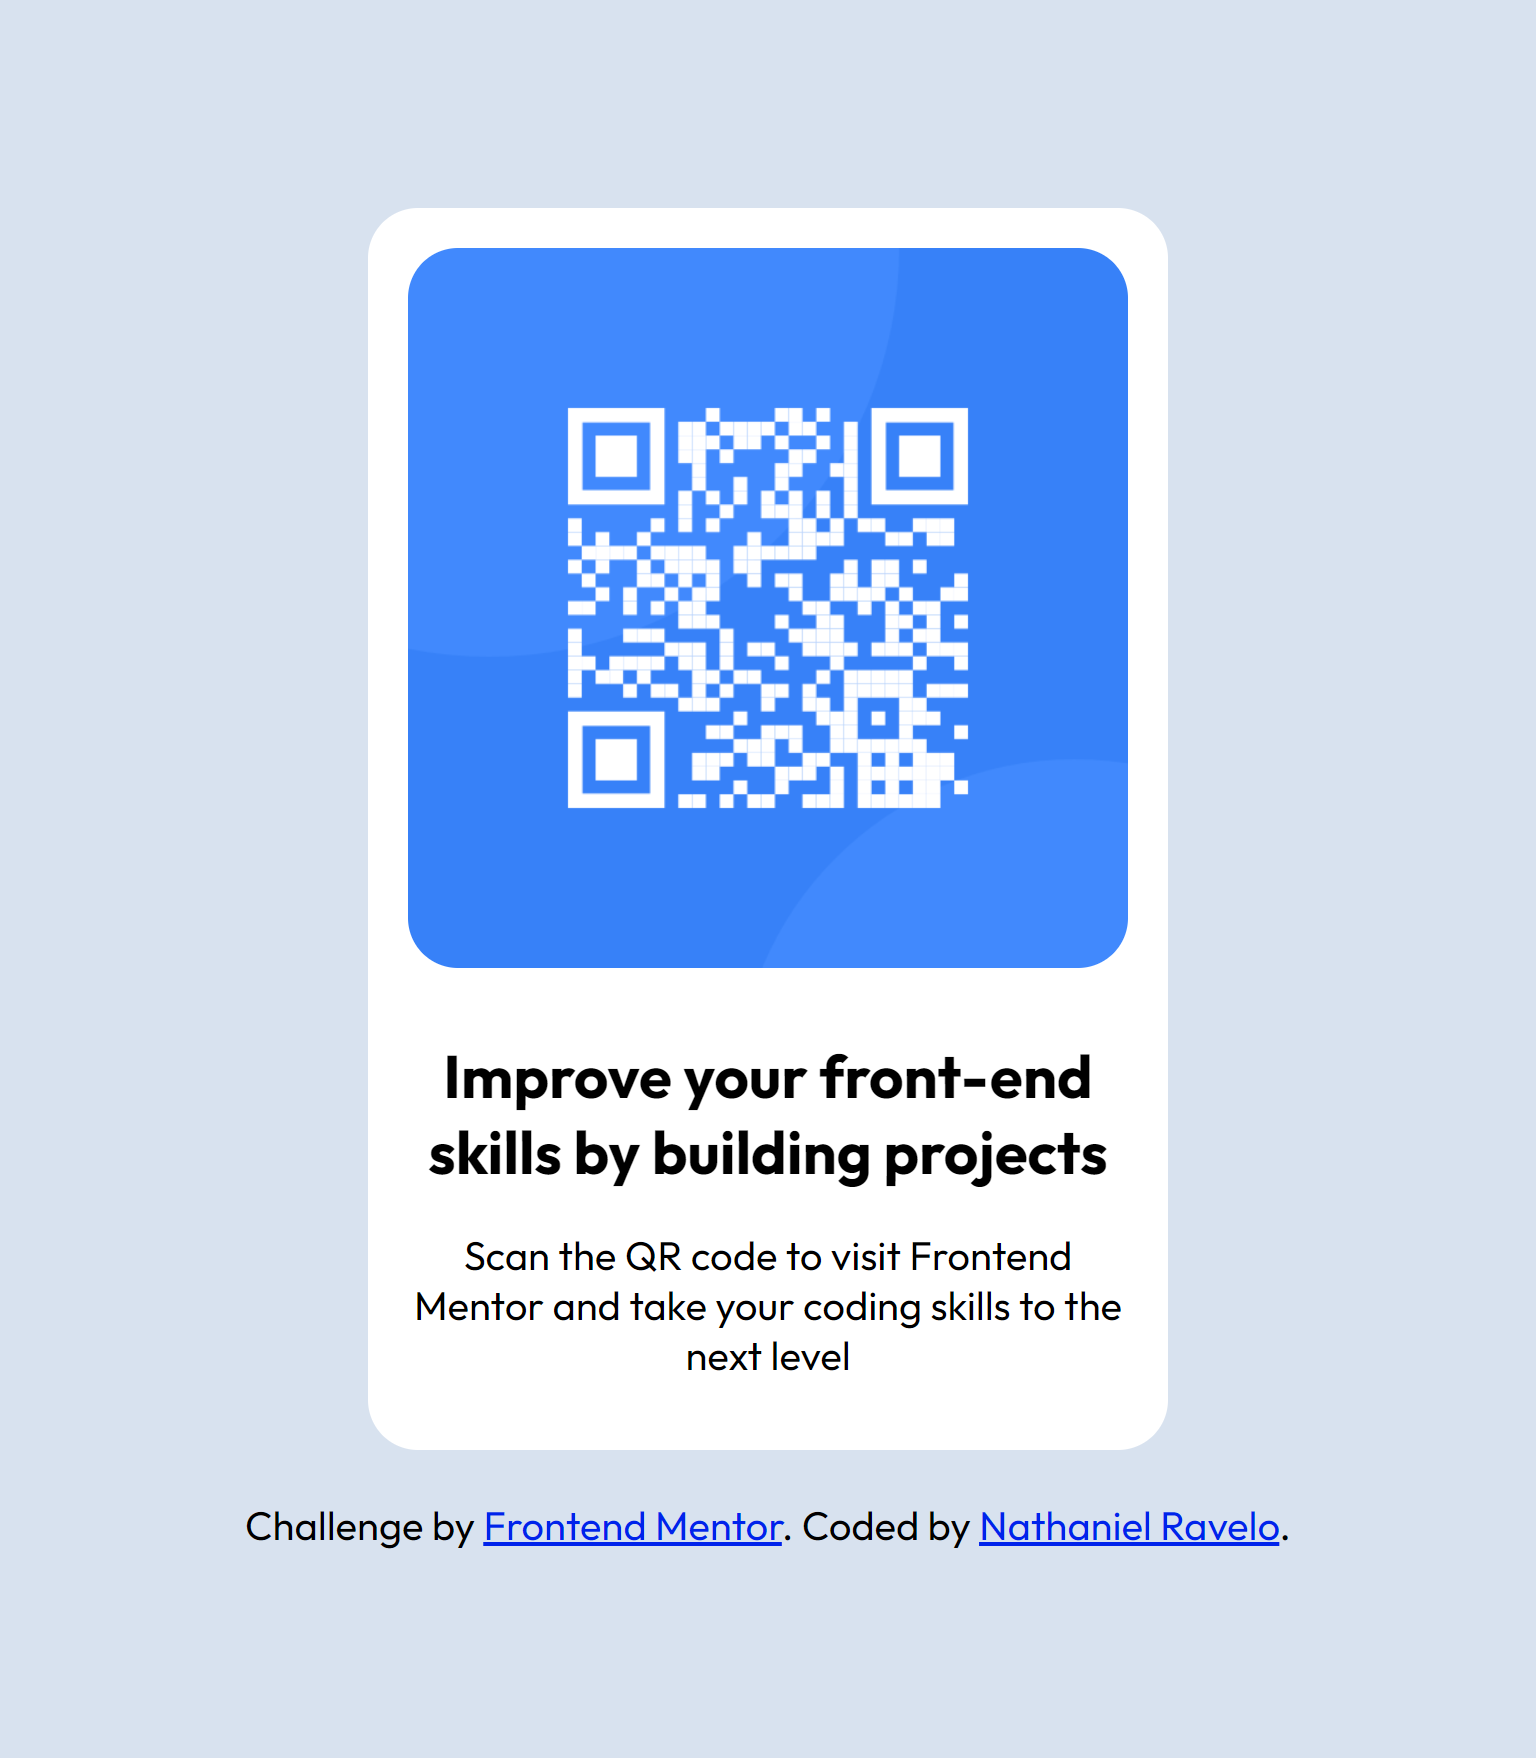 Improve your front-end
skills by building projects
Scan the QR code to visit Frontend
Mentor and take your coding skills to the
next level
Challenge by Frontend Mentor. Coded by Nathaniel Ravelo.